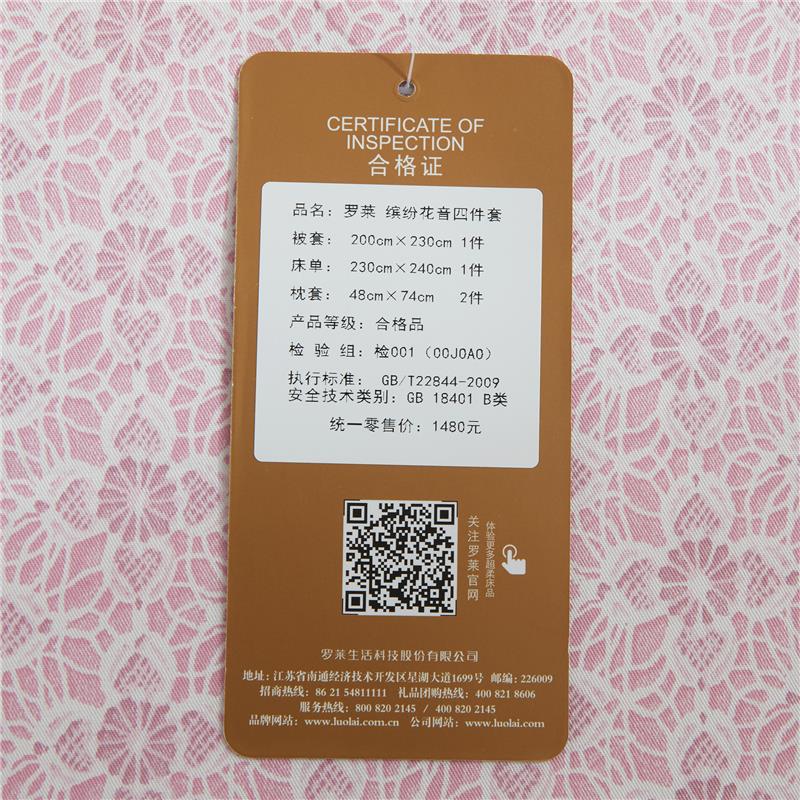 CERTIFICATE OF
INSPECTION
合格证
品名：罗莱 缤纷花音四件套
被套： 200cm×230cm 1件
床单： 230cm×240cm 1件
枕套： 48cm×74cm 2件
产品等级：合格品
检 验 组：检001（00J0A0）
执行标准： GB/T22844-2009
安全技术类别：GB 18401 B类
统一零售价：1480元
体验更多超柔床品
关注罗莱官网
罗莱生活科技股份有限公司
地址：江苏省南通经济技术开发区星湖大道1699号 邮编：226009
招商热线：86 21 54811111 礼品团购热线：400 821 8606
服务热线：800 820 2145 / 400 820 2145
品牌网站：www.luolai.com.cn 公司网站：www.luolai.com